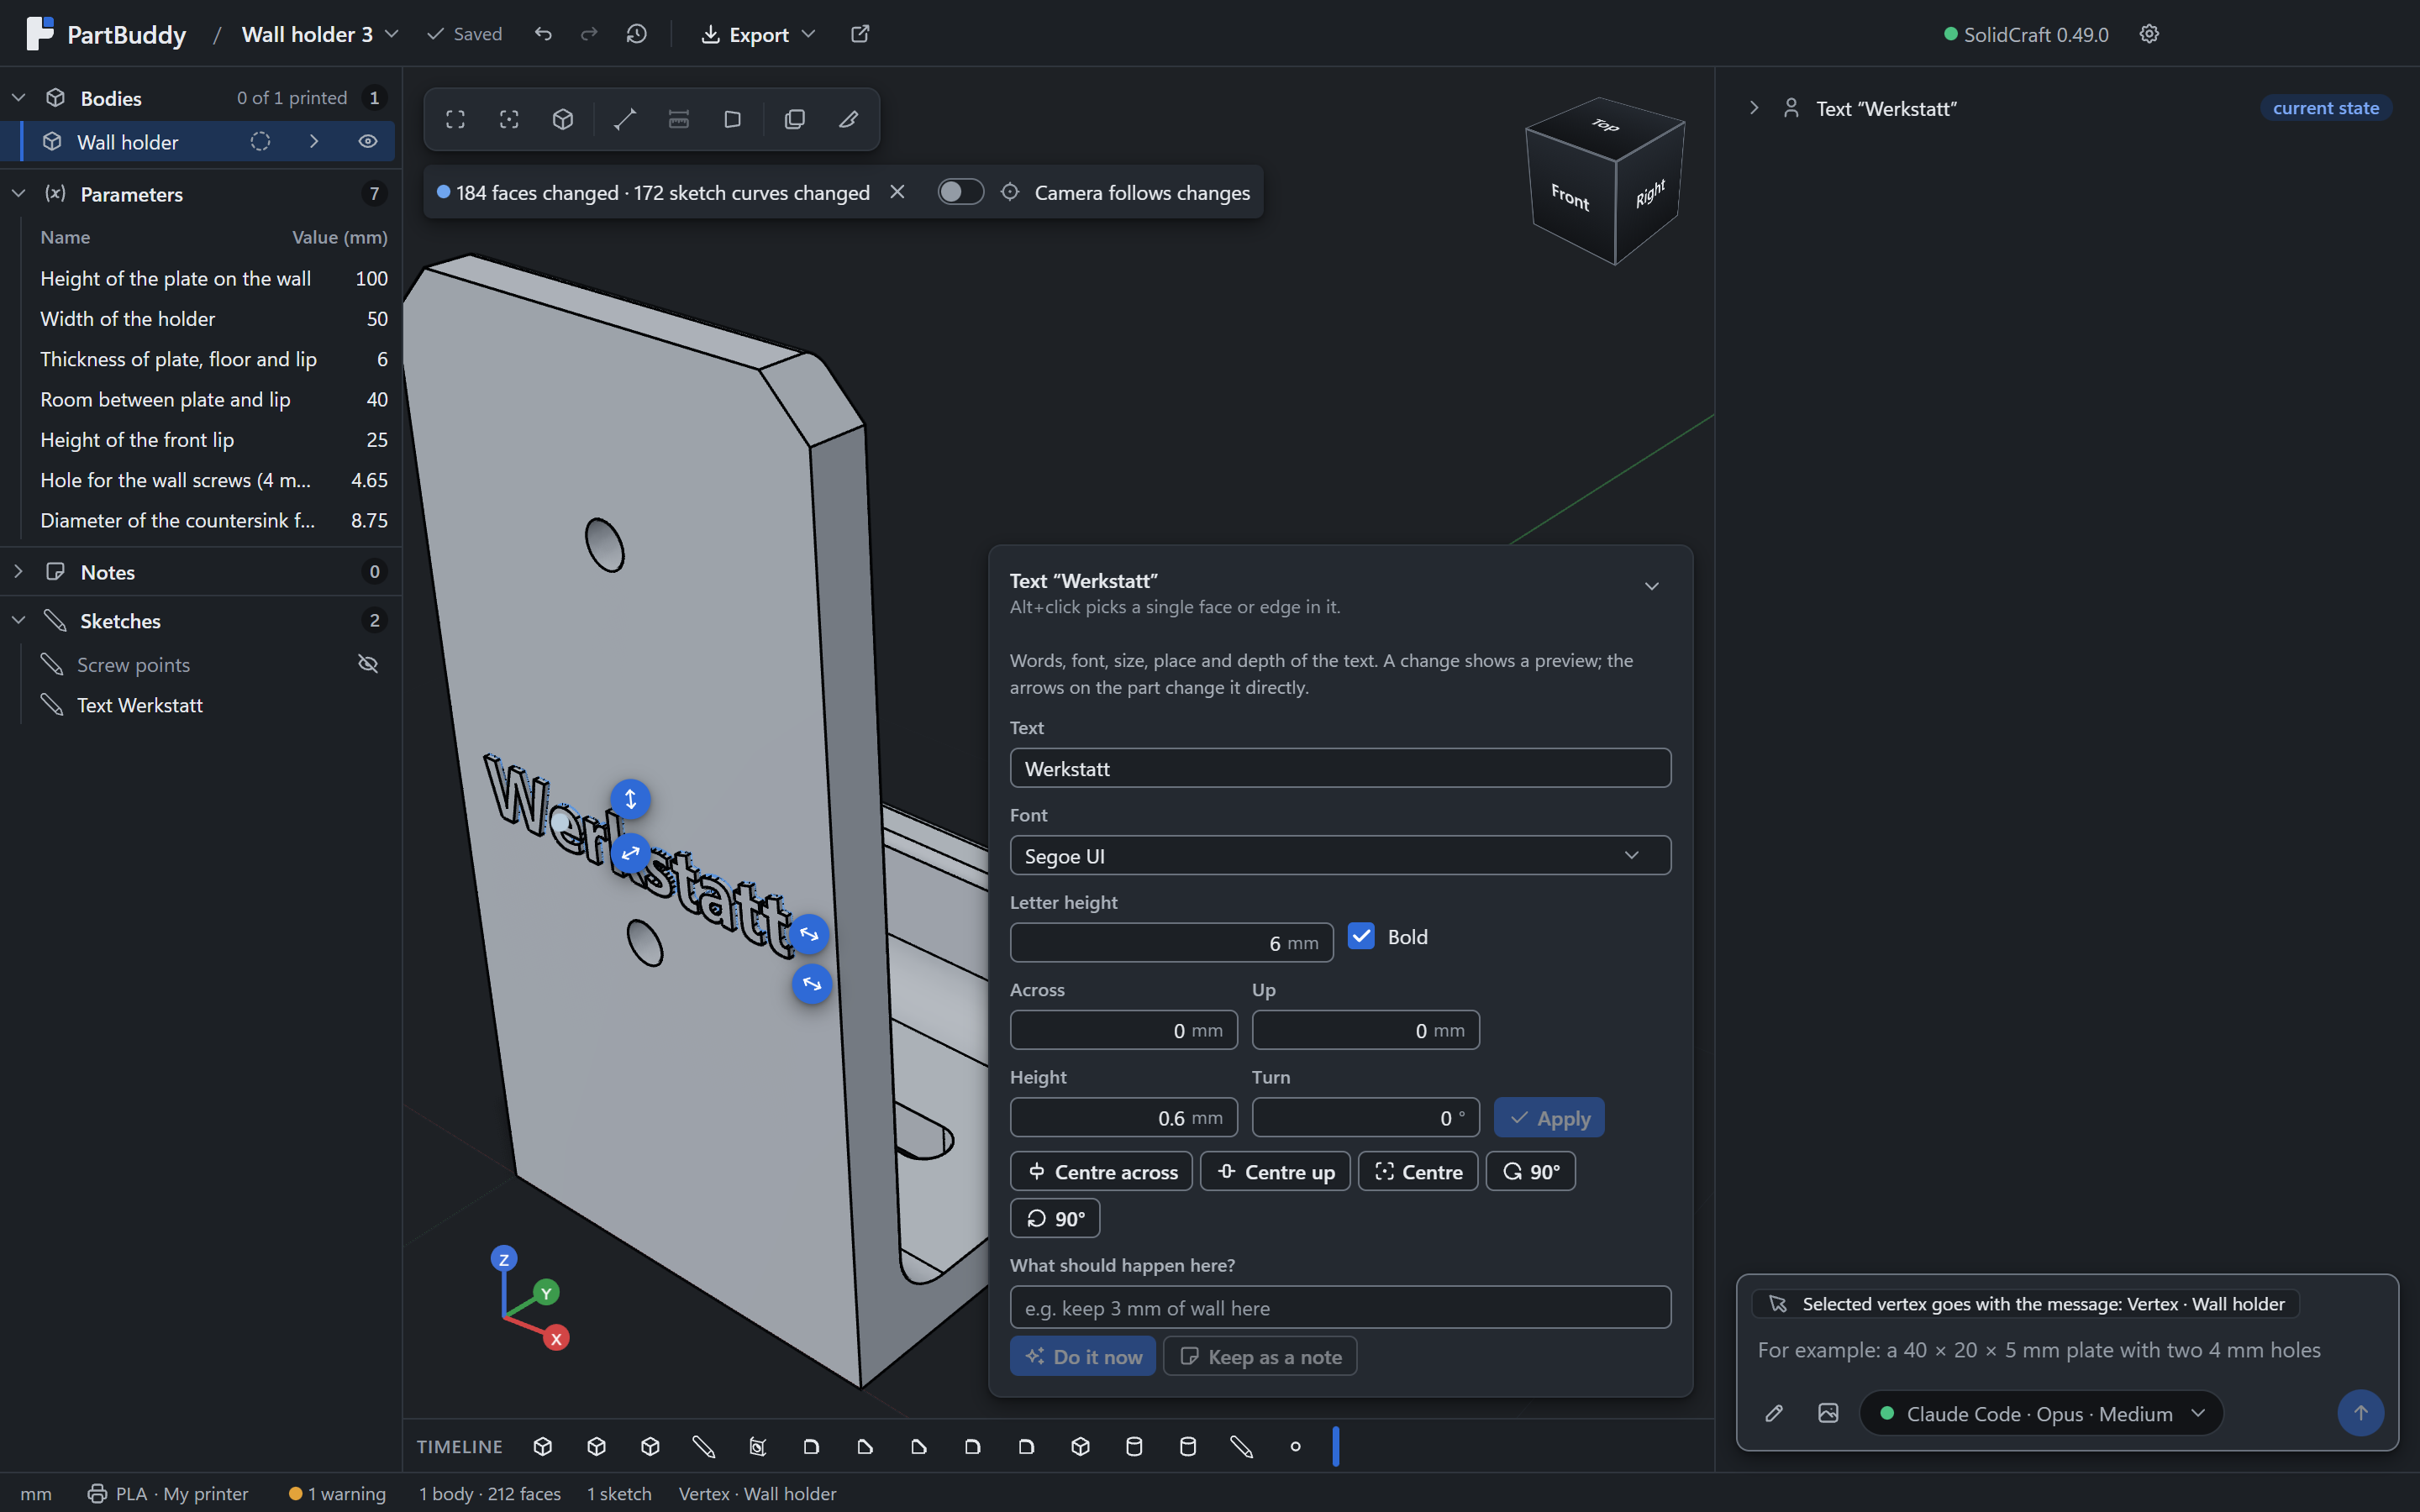 PartBuddy / Wall holder 3 Saved Export SolidCraft 0.49.0
Bodies 0 of 1 printed 1
Wall holder
Parameters 7
Name Value (mm)
Height of the plate on the wall 100
Width of the holder 50
Thickness of plate, floor and lip 6
Room between plate and lip 40
Height of the front lip 25
Hole for the wall screws (4 m... 4.65
Diameter of the countersink f... 8.75
Notes 0
Sketches 2
Screw points
Text Werkstatt
184 faces changed · 172 sketch curves changed Camera follows changes
Top
Front
Right
Werkstatt
Z
Y
X
Text “Werkstatt”
Alt+click picks a single face or edge in it.
Words, font, size, place and depth of the text. A change shows a preview; the
arrows on the part change it directly.
Text
Werkstatt
Font
Segoe UI
Letter height
6 mm Bold
Across Up
0 mm 0 mm
Height Turn
0.6 mm 0 ° Apply
Centre across Centre up Centre 90°
90°
What should happen here?
e.g. keep 3 mm of wall here
Do it now Keep as a note
Text “Werkstatt” current state
Selected vertex goes with the message: Vertex · Wall holder
For example: a 40 × 20 × 5 mm plate with two 4 mm holes
Claude Code · Opus · Medium
TIMELINE
mm PLA · My printer 1 warning 1 body · 212 faces 1 sketch Vertex · Wall holder